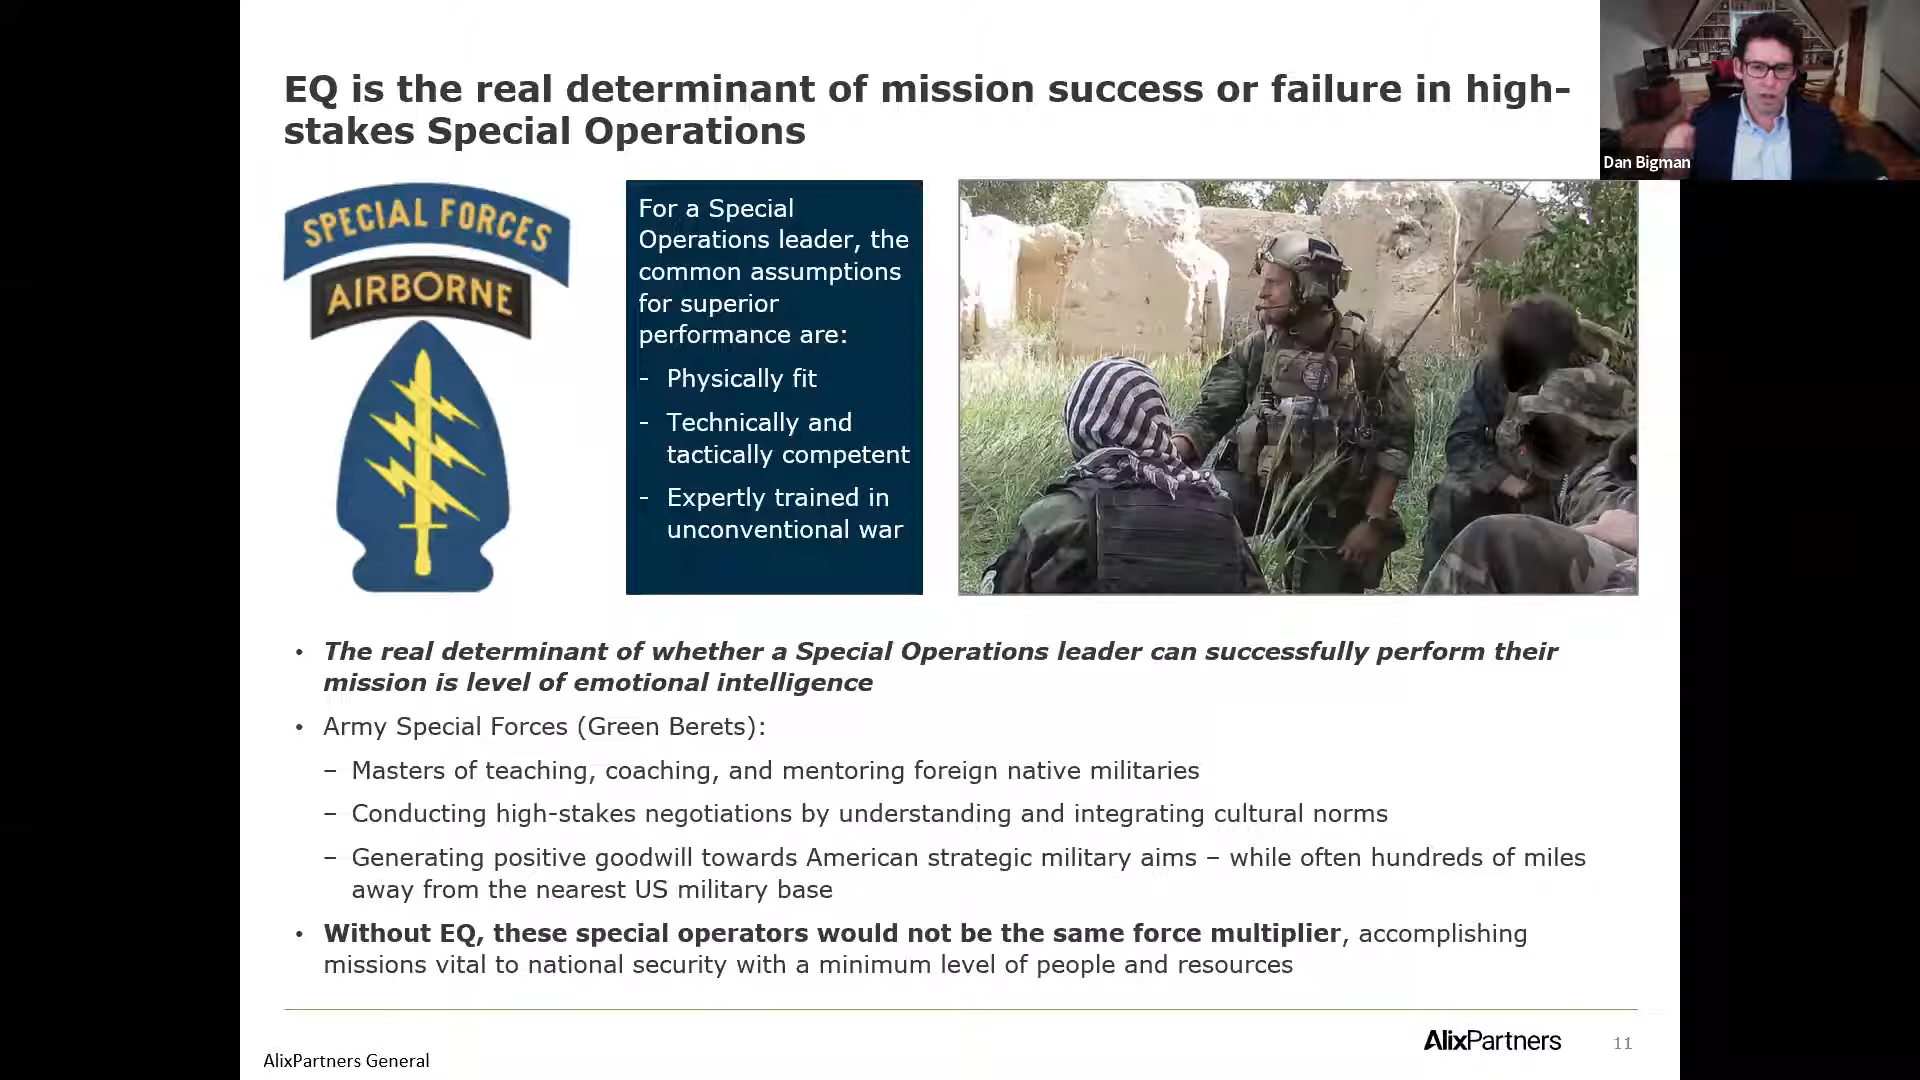 EQ is the real determinant of mission success or failure in high-
stakes Special Operations
Dan Bigman
SPECIAL FORCES
AIRBORNE
For a Special
Operations leader, the
common assumptions
for superior
performance are:
- Physically fit
- Technically and
tactically competent
- Expertly trained in
unconventional war
• The real determinant of whether a Special Operations leader can successfully perform their
mission is level of emotional intelligence
• Army Special Forces (Green Berets):
– Masters of teaching, coaching, and mentoring foreign native militaries
– Conducting high-stakes negotiations by understanding and integrating cultural norms
– Generating positive goodwill towards American strategic military aims – while often hundreds of miles
away from the nearest US military base
• Without EQ, these special operators would not be the same force multiplier, accomplishing
missions vital to national security with a minimum level of people and resources
AlixPartners
11
AlixPartners General